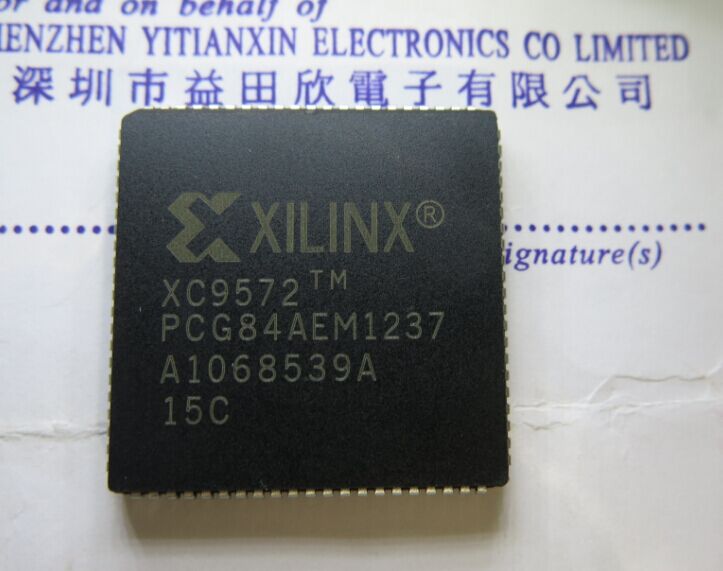 or and on behalf of
HENZHEN YITIANXIN ELECTRONICS CO LIMITED
深圳市益田欣電子有限公司
XILINX®
ignature(s)
XC9572™
PCG84AEM1237
A1068539A
15C